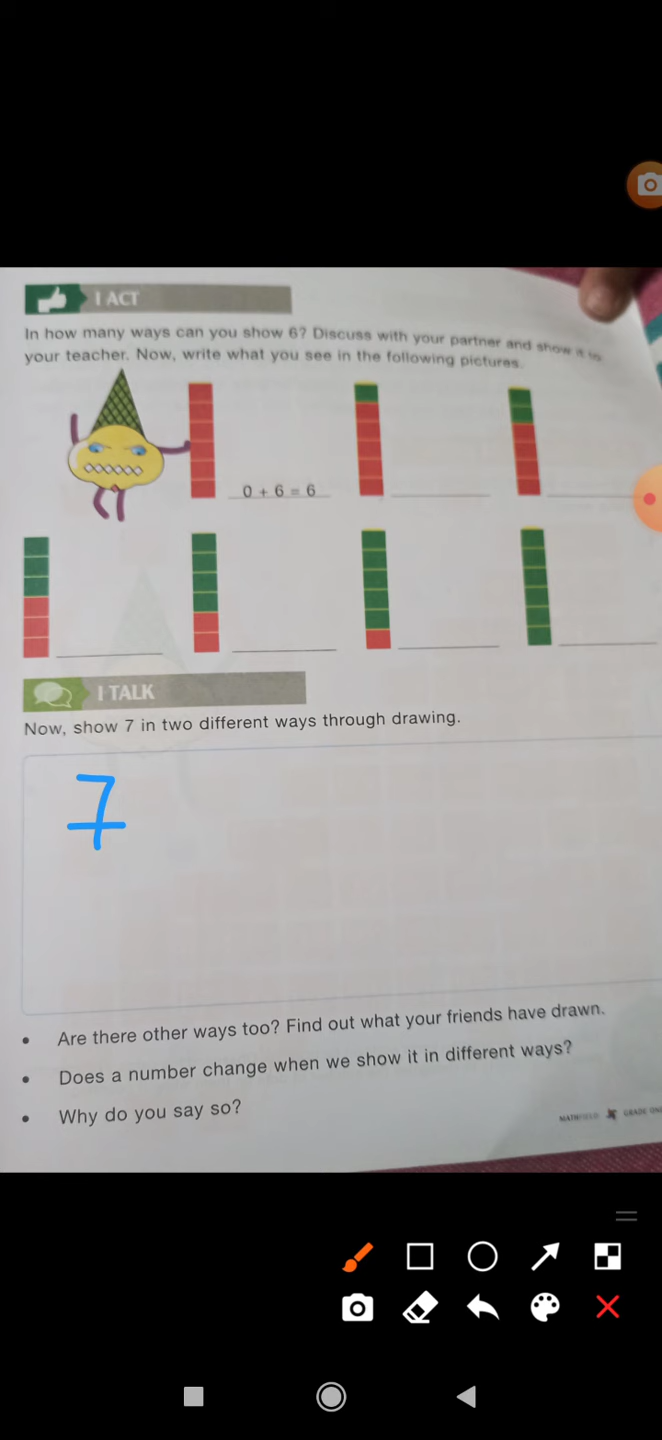 I ACT
In how many ways can you show 6? Discuss with your partner and show it to
your teacher. Now, write what you see in the following pictures.
0 + 6 = 6
I TALK
Now, show 7 in two different ways through drawing.
7
• Are there other ways too? Find out what your friends have drawn.
• Does a number change when we show it in different ways?
• Why do you say so?
MATHFIELD GRADE ONE